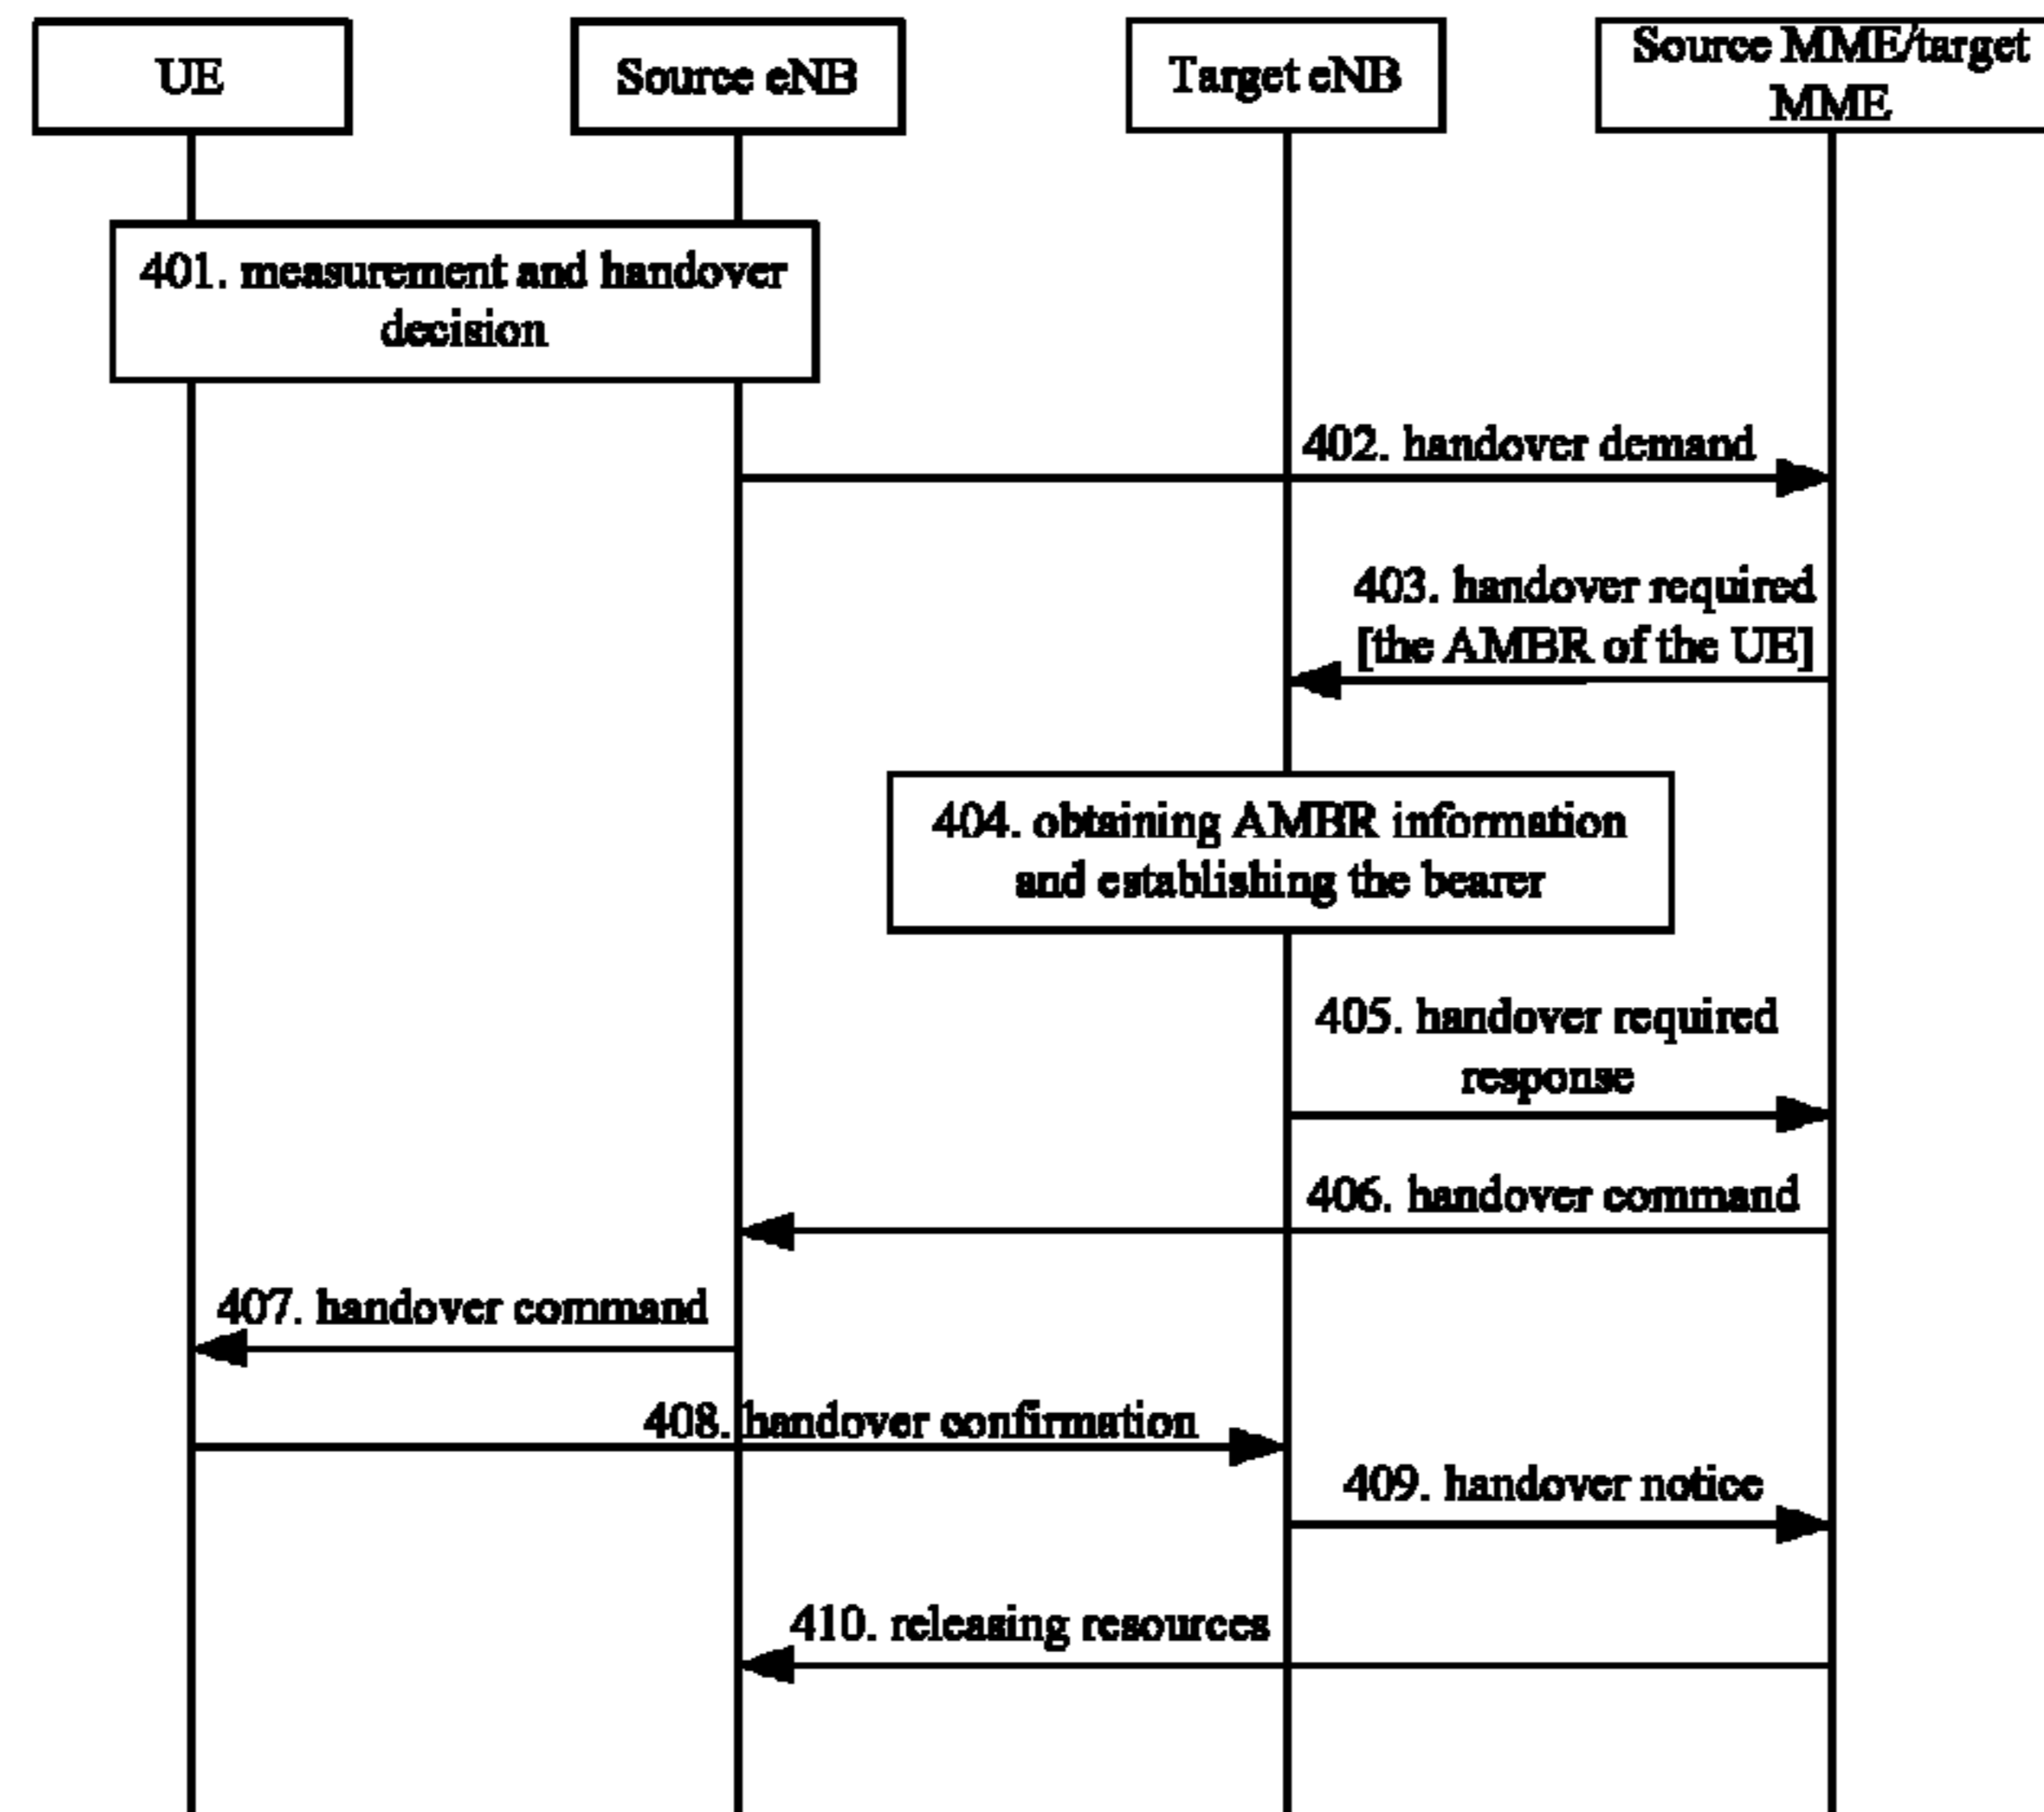 UE
Source eNB
Target eNB
Source MME/target
MME
401. measurement and handover
decision
402. handover demand
403. handover required
[the AMBR of the UE]
404. obtaining AMBR information
and establishing the bearer
405. handover required
response
406. handover command
407. handover command
408. handover confirmation
409. handover notice
410. releasing resources